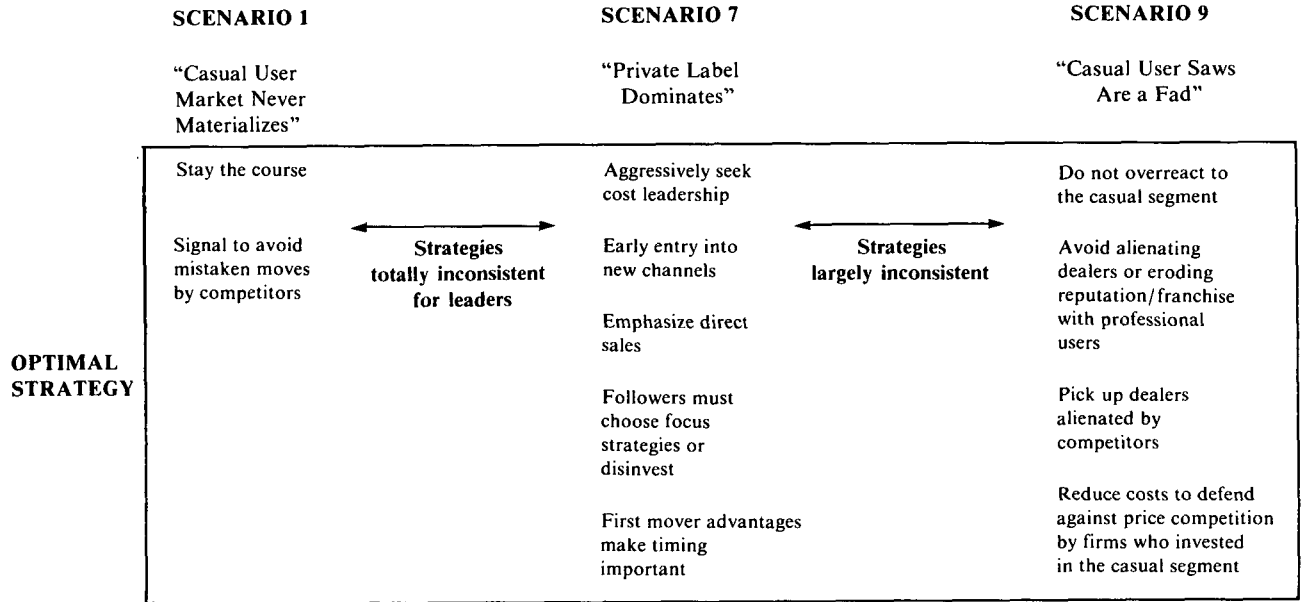 SCENARIO 1
SCENARIO 7
SCENARIO 9
“Casual User
Market Never
Materializes”
“Private Label
Dominates”
“Casual User Saws
Are a Fad”
OPTIMAL
STRATEGY
Stay the course
Signal to avoid
mistaken moves
by competitors
Strategies
totally inconsistent
for leaders
Aggressively seek
cost leadership
Early entry into
new channels
Emphasize direct
sales
Followers must
choose focus
strategies or
disinvest
First mover advantages
make timing
important
Strategies
largely inconsistent
Do not overreact to
the casual segment
Avoid alienating
dealers or eroding
reputation/franchise
with professional
users
Pick up dealers
alienated by
competitors
Reduce costs to defend
against price competition
by firms who invested
in the casual segment